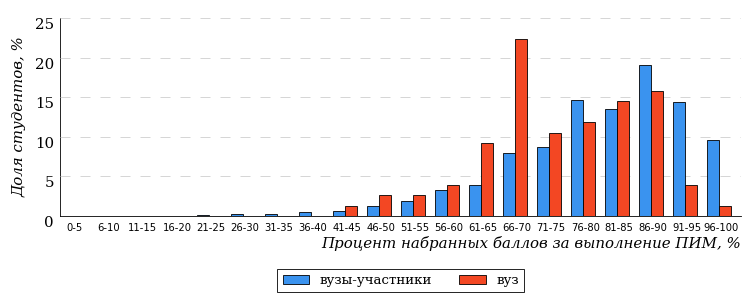 Доля студентов, %
25
20
15
10
5
0
0-5 6-10 11-15 16-20 21-25 26-30 31-35 36-40 41-45 46-50 51-55 56-60 61-65 66-70 71-75 76-80 81-85 86-90 91-95 96-100
Процент набранных баллов за выполнение ПИМ, %
вузы-участники вуз